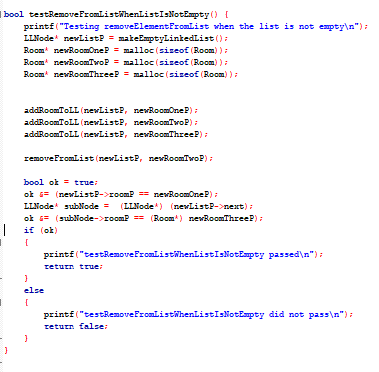 bool testRemoveFromListWhenListIsNotEmpty() {
printf("Testing removeElementFromList when the list is not empty\n");
LLNode* newListP = makeEmptyLinkedList();
Room* newRoomOneP = malloc(sizeof(Room));
Room* newRoomTwoP = malloc(sizeof(Room));
Room* newRoomThreeP = malloc(sizeof(Room));
addRoomToLL(newListP, newRoomOneP);
addRoomToLL(newListP, newRoomTwoP);
addRoomToLL(newListP, newRoomThreeP);
removeFromList(newListP, newRoomTwoP);
bool ok = true;
ok &= (newListP->roomP == newRoomOneP);
LLNode* subNode = (LLNode*) (newListP->next);
ok &= (subNode->roomP == (Room*) newRoomThreeP);
if (ok)
{
printf("testRemoveFromListWhenListIsNotEmpty passed\n");
return true;
}
else
{
printf("testRemoveFromListWhenListIsNotEmpty did not pass\n");
return false;
}
}